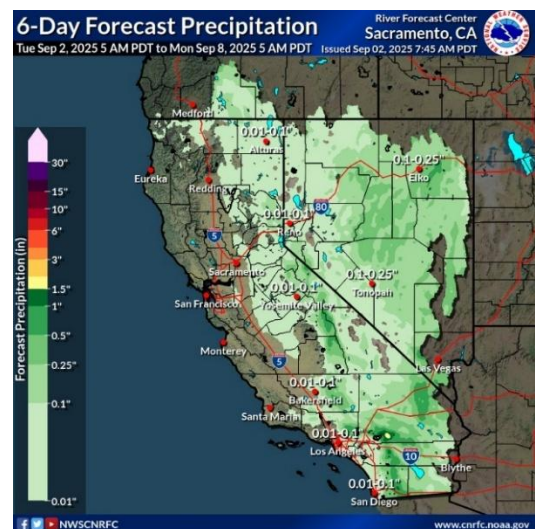 6-Day Forecast Precipitation
Tue Sep 2, 2025 5 AM PDT to Mon Sep 8, 2025 5 AM PDT
River Forecast Center
Sacramento, CA
Issued Sep 02, 2025 7:45 AM PDT
Medford
0.01-0.1"
Alturas
0.1-0.25"
Elko
Eureka
Redding
80
0.01-0.1"
Reno
5
Sacramento
0.1-0.25"
Tonopah
0.01-0.1"
San Francisco
Yosemite Valley
Monterey
5
Las Vegas
0.01-0.1"
Bakersfield
Santa Maria
0.01-0.1
Los Angeles
10
Blythe
0.01-0.1"
San Diego
Forecast Precipitation (in)
30"
15"
10"
6"
3"
1.5"
1"
0.5"
0.25"
0.1"
0.01"
NWSCNRFC
www.cnrfc.noaa.gov